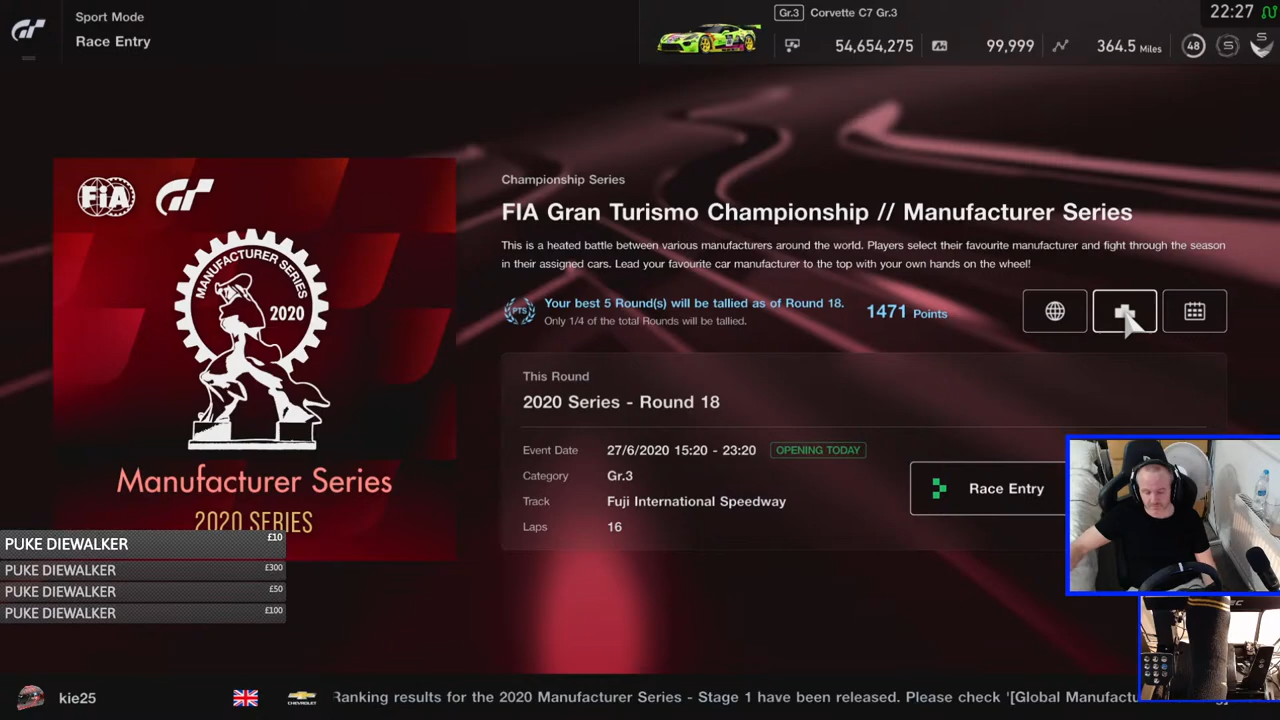 Sport Mode
Race Entry
Gr.3 Corvette C7 Gr.3
54,654,275 99,999 364.5 Miles 48 S S
22:27
FiA GT
MANUFACTURER SERIES
2020
Manufacturer Series
2020 SERIES
Championship Series
FIA Gran Turismo Championship // Manufacturer Series
This is a heated battle between various manufacturers around the world. Players select their favourite manufacturer and fight through the season
in their assigned cars. Lead your favourite car manufacturer to the top with your own hands on the wheel!
PTS Your best 5 Round(s) will be tallied as of Round 18. 1471 Points
Only 1/4 of the total Rounds will be tallied.
This Round
2020 Series - Round 18
Event Date 27/6/2020 15:20 - 23:20 OPENING TODAY
Category Gr.3
Track Fuji International Speedway
Laps 16
Race Entry
PUKE DIEWALKER £10
PUKE DIEWALKER £300
PUKE DIEWALKER £50
PUKE DIEWALKER £100
kie25 CHEVROLET Ranking results for the 2020 Manufacturer Series - Stage 1 have been released. Please check '[Global Manufactu